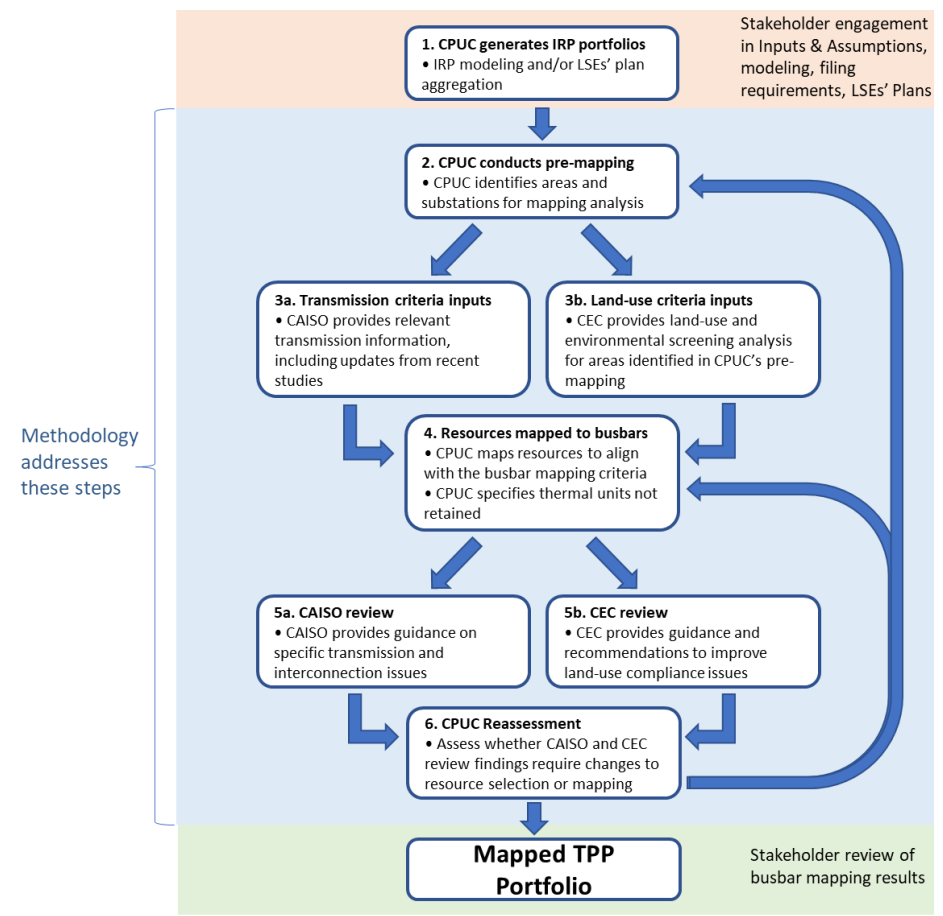 Stakeholder engagement
in Inputs & Assumptions,
modeling, filing
requirements, LSEs' Plans
1. CPUC generates IRP portfolios
• IRP modeling and/or LSEs' plan
aggregation
2. CPUC conducts pre-mapping
• CPUC identifies areas and
substations for mapping analysis
3a. Transmission criteria inputs
• CAISO provides relevant
transmission information,
including updates from recent
studies
3b. Land-use criteria inputs
• CEC provides land-use and
environmental screening analysis
for areas identified in CPUC's pre-
mapping
Methodology
addresses
these steps
4. Resources mapped to busbars
• CPUC maps resources to align
with the busbar mapping criteria
• CPUC specifies thermal units not
retained
5a. CAISO review
• CAISO provides guidance on
specific transmission and
interconnection issues
5b. CEC review
• CEC provides guidance and
recommendations to improve
land-use compliance issues
6. CPUC Reassessment
• Assess whether CAISO and CEC
review findings require changes to
resource selection or mapping
Mapped TPP
Portfolio
Stakeholder review of
busbar mapping results